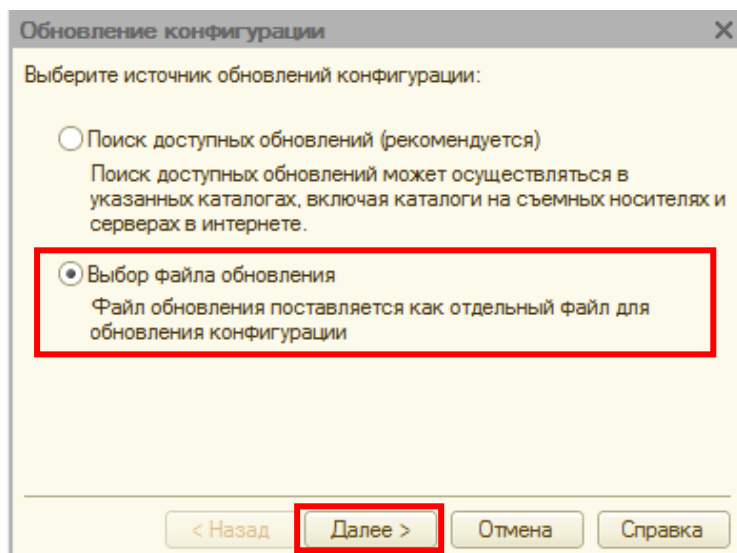 Обновление конфигурации
Выберите источник обновлений конфигурации:
Поиск доступных обновлений (рекомендуется)
Поиск доступных обновлений может осуществляться в
указанных каталогах, включая каталоги на съемных носителях и
серверах в интернете.
Выбор файла обновления
Файл обновления поставляется как отдельный файл для
обновления конфигурации
< Назад Далее > Отмена Справка